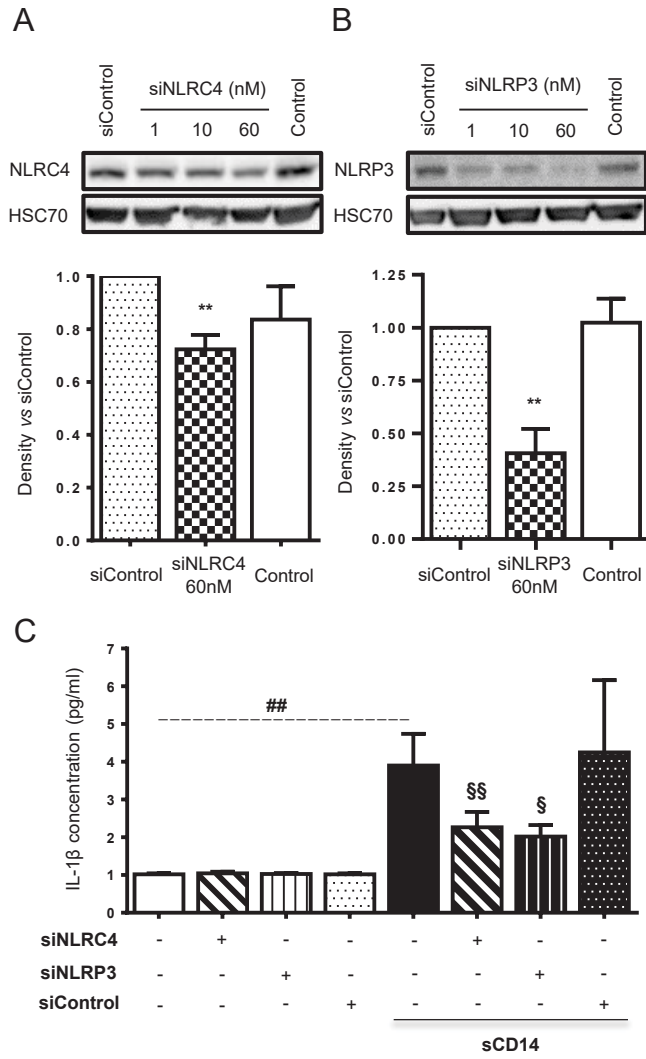 A
siControl
siNLRC4 (nM)
1 10 60
Control
NLRC4
HSC70
Density vs siControl
1.0
0.8
0.6
0.4
0.2
0.0
**
siControl
siNLRC4
60nM
Control
B
siControl
siNLRP3 (nM)
1 10 60
Control
NLRP3
HSC70
Density vs siControl
1.25
1.00
0.75
0.50
0.25
0.00
**
siControl
siNLRP3
60nM
Control
C
IL-1β concentration (pg/ml)
7
6
5
4
3
2
1
0
##
§§
§
siNLRC4 - + - - - + - -
siNLRP3 - - + - - - + -
siControl - - - + - - - +
sCD14